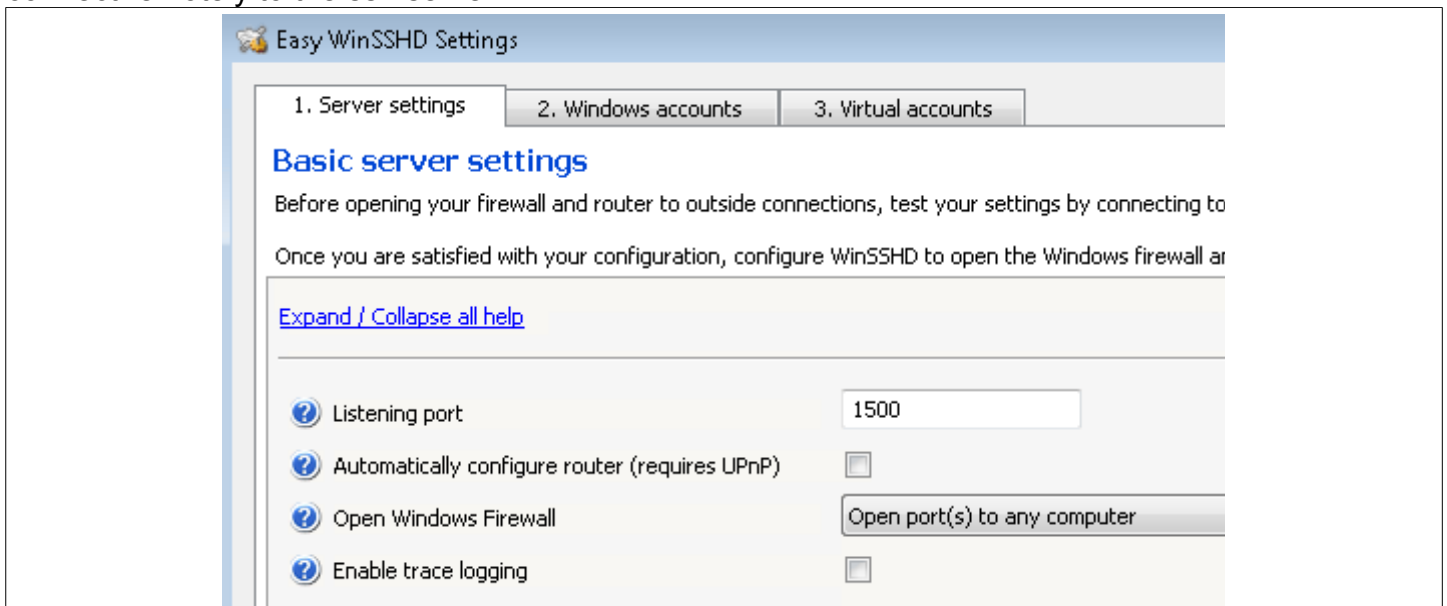 Easy WinSSHD Settings
1. Server settings 2. Windows accounts 3. Virtual accounts
Basic server settings
Before opening your firewall and router to outside connections, test your settings by connecting to
Once you are satisfied with your configuration, configure WinSSHD to open the Windows firewall
Expand / Collapse all help
Listening port 1500
Automatically configure router (requires UPnP)
Open Windows Firewall Open port(s) to any computer
Enable trace logging